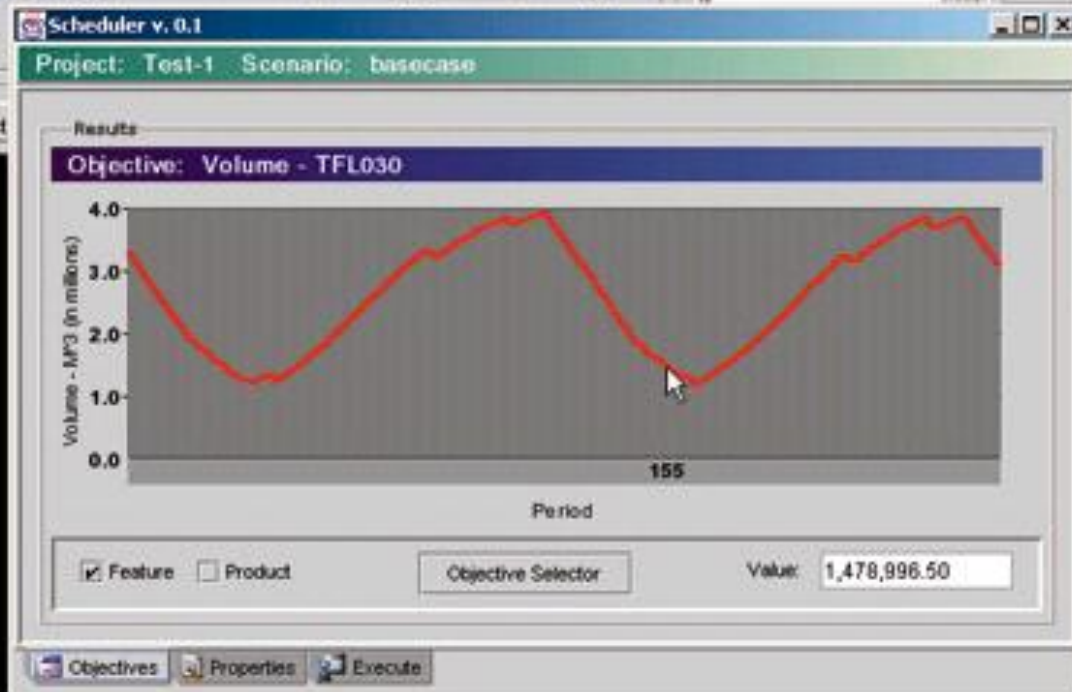 Scheduler v. 0.1
Project: Test-1 Scenario: basecase
Results
Objective: Volume - TFL030
Volume - M^3 (in millions)
4.0
3.0
2.0
1.0
0.0
155
Period
Feature
Product
Objective Selector
Value: 1,478,996.50
Objectives
Properties
Execute